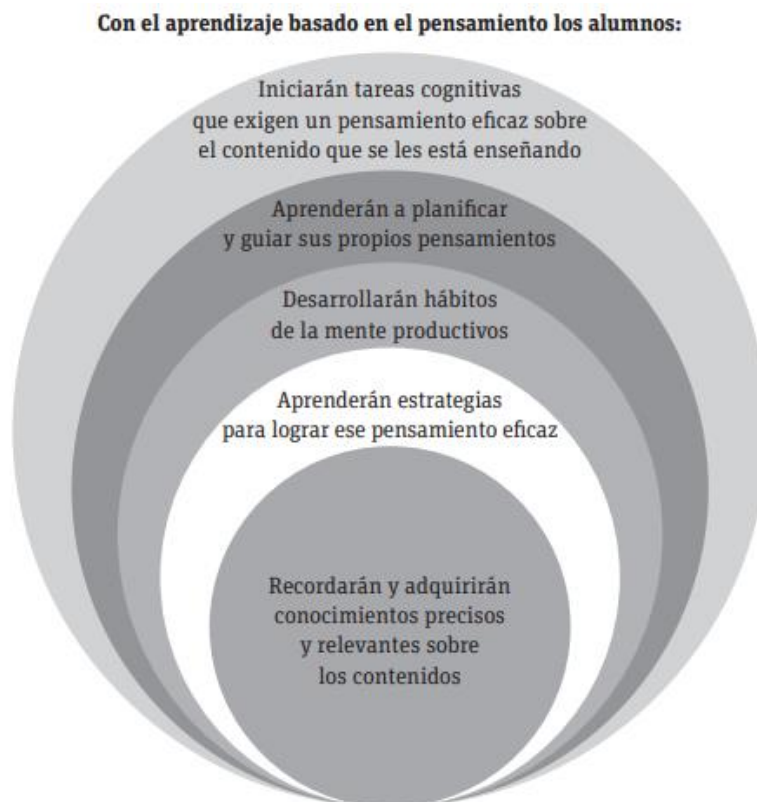 Con el aprendizaje basado en el pensamiento los alumnos:
Iniciarán tareas cognitivas
que exigen un pensamiento eficaz sobre
el contenido que se les está enseñando
Aprenderán a planificar
y guiar sus propios pensamientos
Desarrollarán hábitos
de la mente productivos
Aprenderán estrategias
para lograr ese pensamiento eficaz
Recordarán y adquirirán
conocimientos precisos
y relevantes sobre
los contenidos